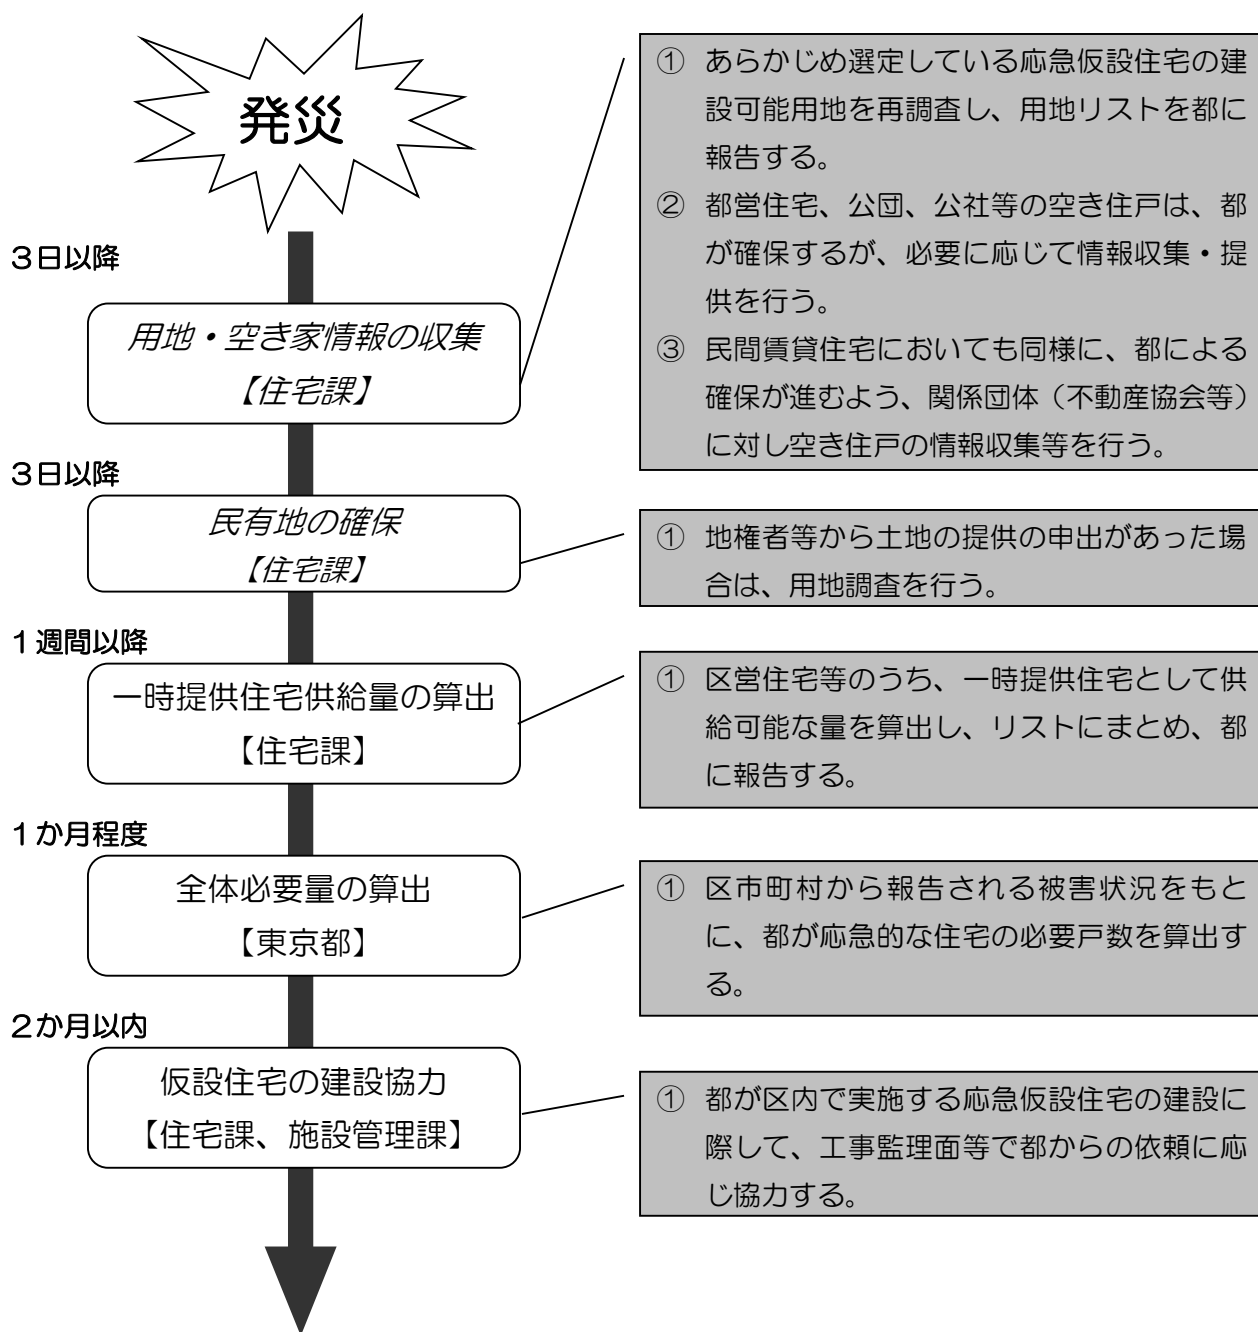 発災
3日以降
用地・空き家情報の収集
【住宅課】
① あらかじめ選定している応急仮設住宅の建
設可能用地を再調査し、用地リストを都に
報告する。
② 都営住宅、公団、公社等の空き住戸は、都
が確保するが、必要に応じて情報収集・提
供を行う。
③ 民間賃貸住宅においても同様に、都による
確保が進むよう、関係団体（不動産協会等）
に対し空き住戸の情報収集等を行う。
3日以降
民有地の確保
【住宅課】
① 地権者等から土地の提供の申出があった場
合は、用地調査を行う。
1週間以降
一時提供住宅供給量の算出
【住宅課】
① 区営住宅等のうち、一時提供住宅として供
給可能な量を算出し、リストにまとめ、都
に報告する。
1か月程度
全体必要量の算出
【東京都】
① 区市町村から報告される被害状況をもと
に、都が応急的な住宅の必要戸数を算出す
る。
2か月以内
仮設住宅の建設協力
【住宅課、施設管理課】
① 都が区内で実施する応急仮設住宅の建設に
際して、工事監理面等で都からの依頼に応
じ協力する。